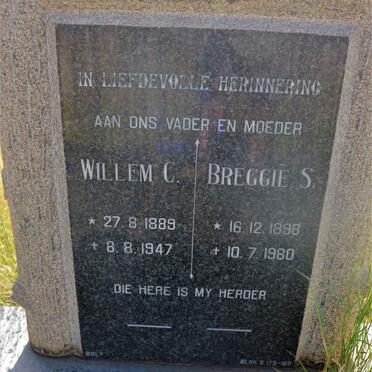 IN LIEFDEVOLLE HERINNERING
AAN ONS VADER EN MOEDER
WILLEM C. BREGGIE S.
* 27.8.1889 * 16.12.1898
+ 8.8.1947 + 10.7.1980
DIE HERE IS MY HERDER
BOLT